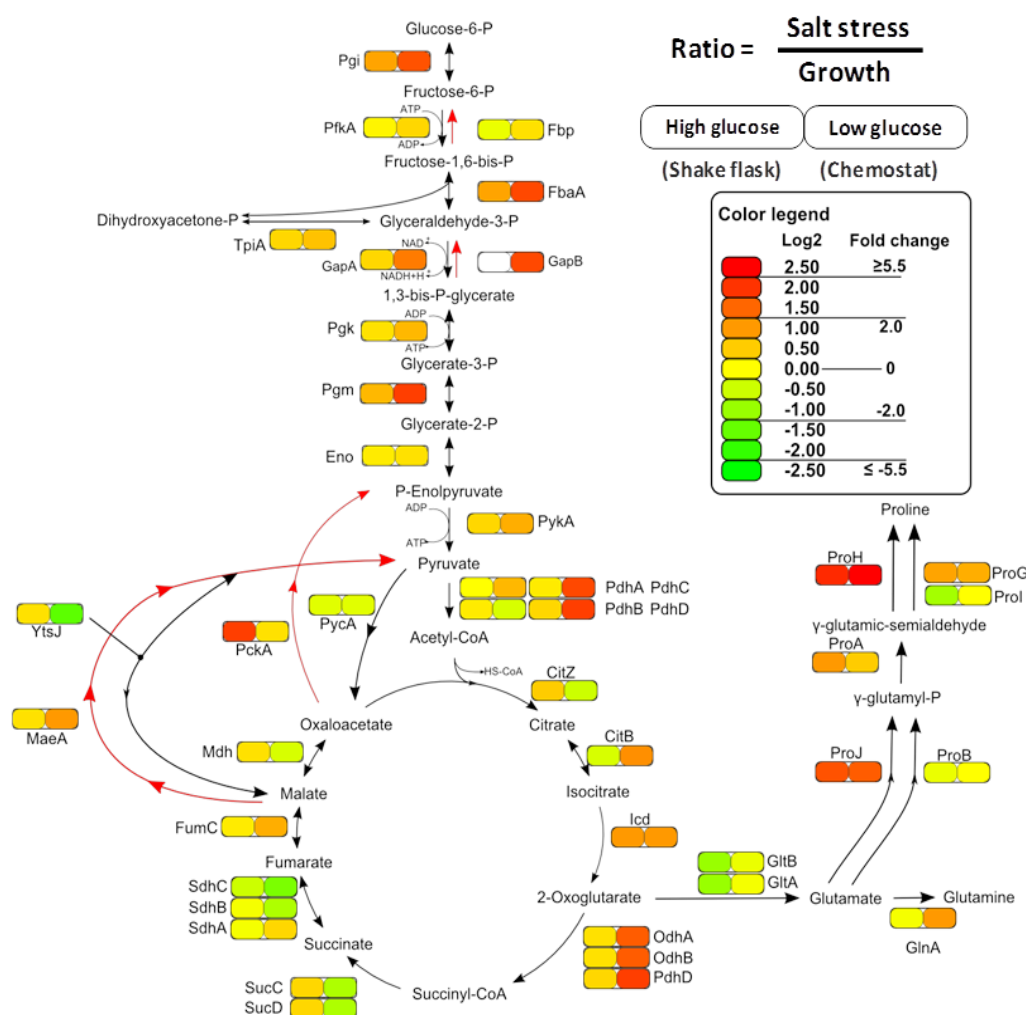 Glucose-6-P
Pgi
Fructose-6-P
ATP
PfkA
Fbp
ADP
Fructose-1,6-bis-P
FbaA
Dihydroxyacetone-P
Glyceraldehyde-3-P
TpiA
NAD+
GapA
GapB
NADH+H+
1,3-bis-P-glycerate
ADP
Pgk
ATP
Glycerate-3-P
Pgm
Glycerate-2-P
Eno
P-Enolpyruvate
ADP
PykA
ATP
Pyruvate
PdhA PdhC
PdhB PdhD
PycA
PckA
YtsJ
MaeA
Acetyl-CoA
HS-CoA
CitZ
Oxaloacetate
Citrate
Mdh
CitB
Malate
Isocitrate
FumC
Icd
Fumarate
SdhC
SdhB
SdhA
2-Oxoglutarate
Succinate
OdhA
OdhB
PdhD
SucC
SucD
Succinyl-CoA
GltB
GltA
Glutamate
Glutamine
GlnA
ProJ
ProB
γ-glutamyl-P
ProA
γ-glutamic-semialdehyde
ProH
ProG
ProI
Proline
Ratio = Salt stress
Growth
High glucose Low glucose
(Shake flask) (Chemostat)
Color legend
Log2 Fold change
2.50 ≥5.5
2.00
1.50
1.00 2.0
0.50
0.00 0
-0.50
-1.00 -2.0
-1.50
-2.00
-2.50 ≤ -5.5